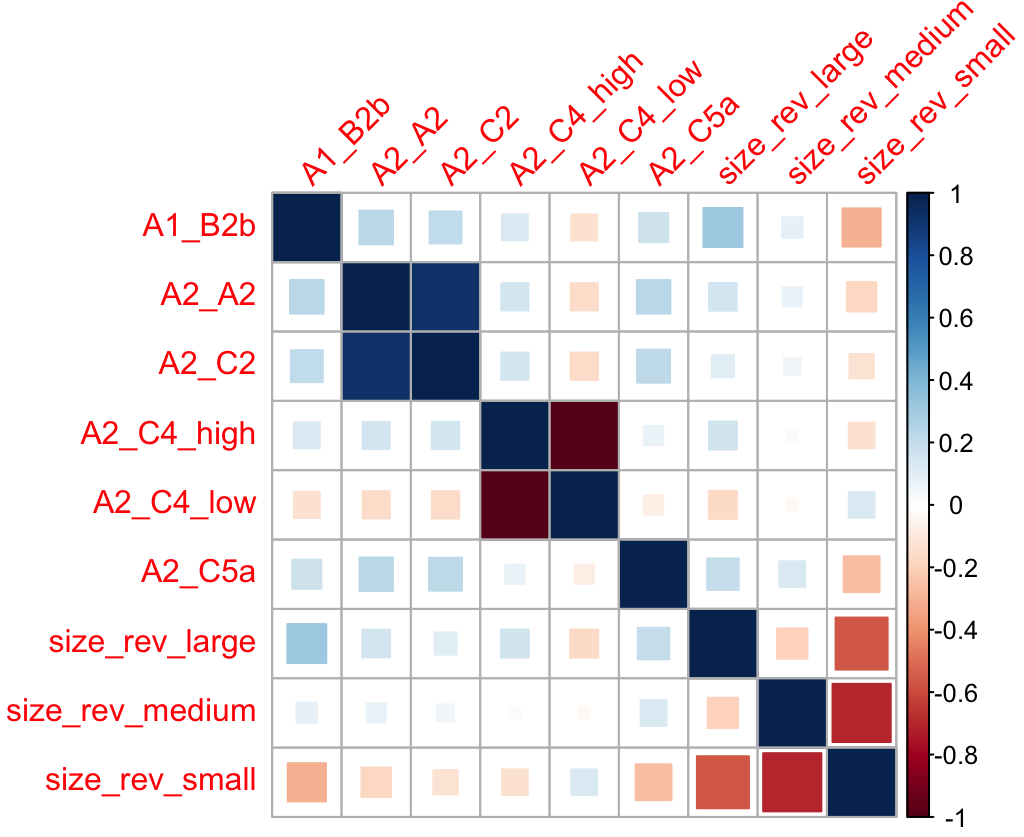 A1_B2b
A2_A2
A2_C2
A2_C4_high
A2_C4_low
A2_C5a
size_rev_large
size_rev_medium
size_rev_small
A1_B2b
A2_A2
A2_C2
A2_C4_high
A2_C4_low
A2_C5a
size_rev_large
size_rev_medium
size_rev_small
1
0.8
0.6
0.4
0.2
0
-0.2
-0.4
-0.6
-0.8
-1